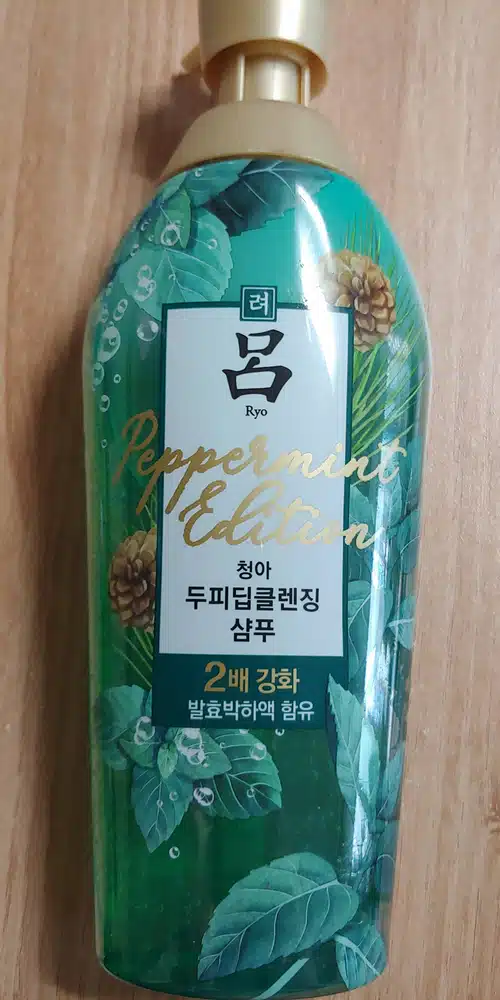 려
呂
Ryo
Peppermint
Edition
청아
두피딥클렌징
샴푸
2배 강화
발효박하액 함유